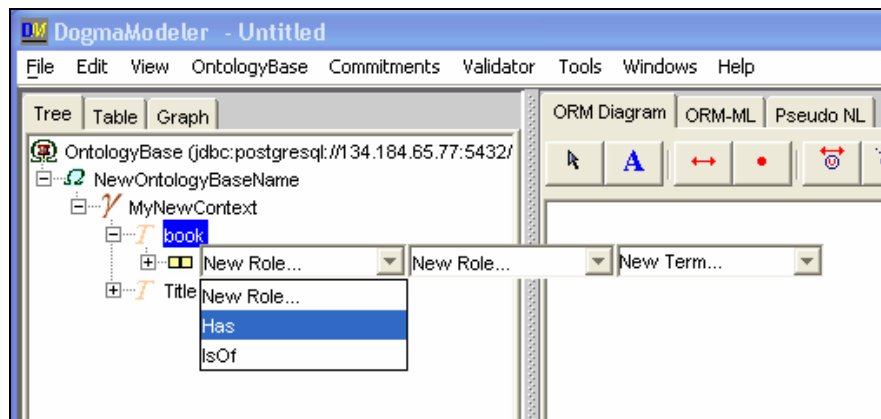 DM DogmaModeler - Untitled
File Edit View OntologyBase Commitments Validator Tools Windows Help
Tree Table Graph
ORM Diagram ORM-ML Pseudo NL
OntologyBase (jdbc:postgresql://134.184.65.77:5432/
A
Ω NewOntologyBaseName
γ MyNewContext
T book
New Role... New Role... New Term...
T Title
New Role...
Has
IsOf